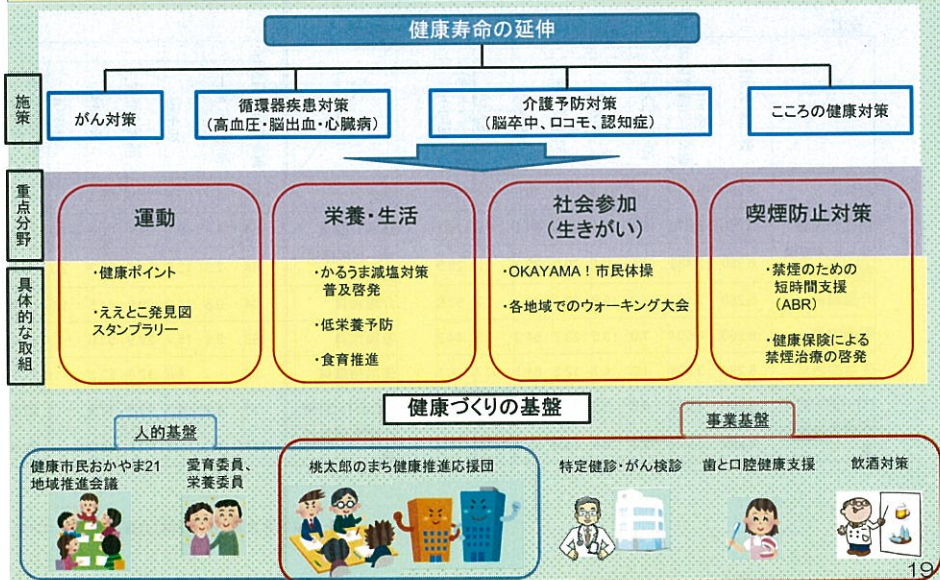 健康寿命の延伸
施策
がん対策
循環器疾患対策
(高血圧・脳出血・心臓病)
介護予防対策
(脳卒中、ロコモ、認知症)
こころの健康対策
重点分野
運動
栄養・生活
社会参加
(生きがい)
喫煙防止対策
具体的な取組
・健康ポイント
・ええとこ発見図
スタンプラリー
・かるうま減塩対策
普及啓発
・低栄養予防
・食育推進
・OKAYAMA!市民体操
・各地域でのウォーキング大会
・禁煙のための
短時間支援
(ABR)
・健康保険による
禁煙治療の啓発
健康づくりの基盤
人的基盤
事業基盤
健康市民おかやま21
地域推進会議
愛育委員、
栄養委員
桃太郎のまち健康推進応援団
特定健診・がん検診
歯と口腔健康支援
飲酒対策
19